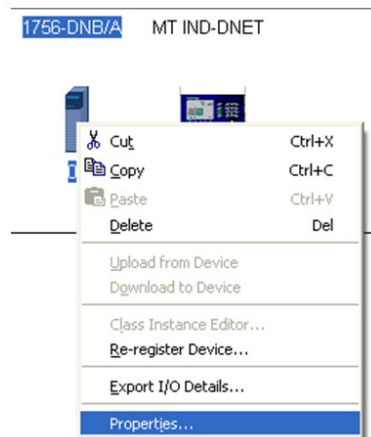 1756-DNB/A MT IND-DNET
Cut Ctrl+X
Copy Ctrl+C
Paste Ctrl+V
Delete Del
Upload from Device
Download to Device
Class Instance Editor...
Re-register Device...
Export I/O Details...
Properties...